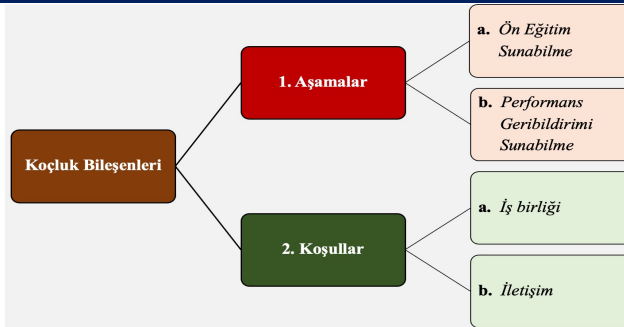 Koçluk Bileşenleri
1. Aşamalar
a. Ön Eğitim
Sunabilme
b. Performans
Geribildirimi
Sunabilme
2. Koşullar
a. İş birliği
b. İletişim